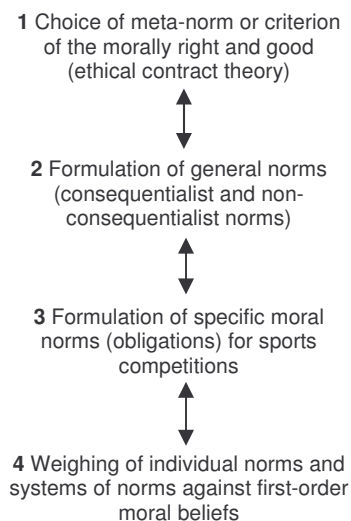 1 Choice of meta-norm or criterion
of the morally right and good
(ethical contract theory)
2 Formulation of general norms
(consequentialist and non-
consequentialist norms)
3 Formulation of specific moral
norms (obligations) for sports
competitions
4 Weighing of individual norms and
systems of norms against first-order
moral beliefs